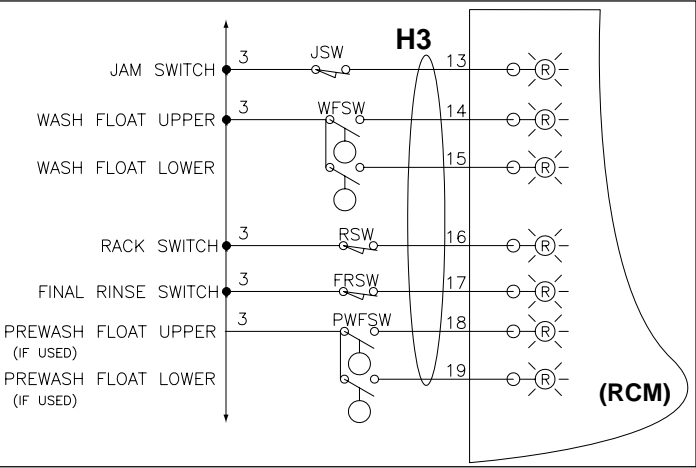 H3
JAM SWITCH 3 JSW 13 R
WASH FLOAT UPPER 3 WFSW 14 R
WASH FLOAT LOWER 15 R
RACK SWITCH 3 RSW 16 R
FINAL RINSE SWITCH 3 FRSW 17 R
PREWASH FLOAT UPPER 3 PWFSW 18 R
(IF USED)
PREWASH FLOAT LOWER 19 R
(IF USED)
(RCM)